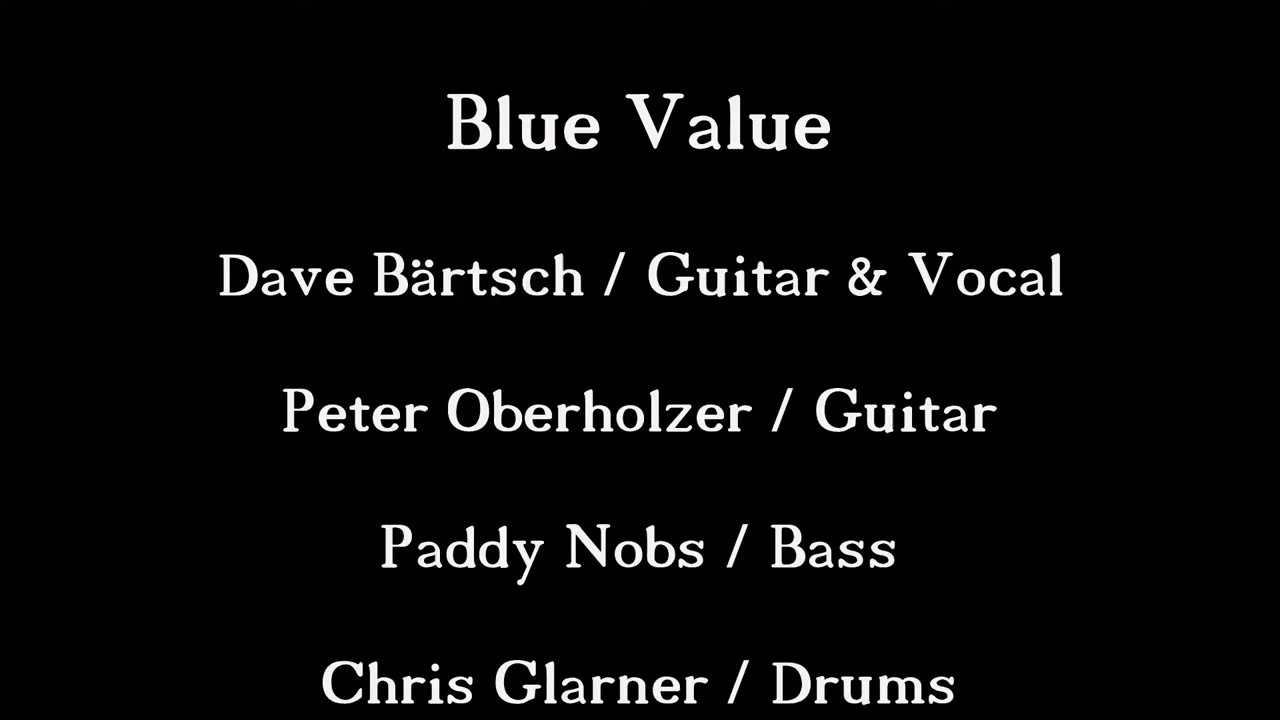 Blue Value
Dave Bärtsch / Guitar & Vocal
Peter Oberholzer / Guitar
Paddy Nobs / Bass
Chris Glarner / Drums